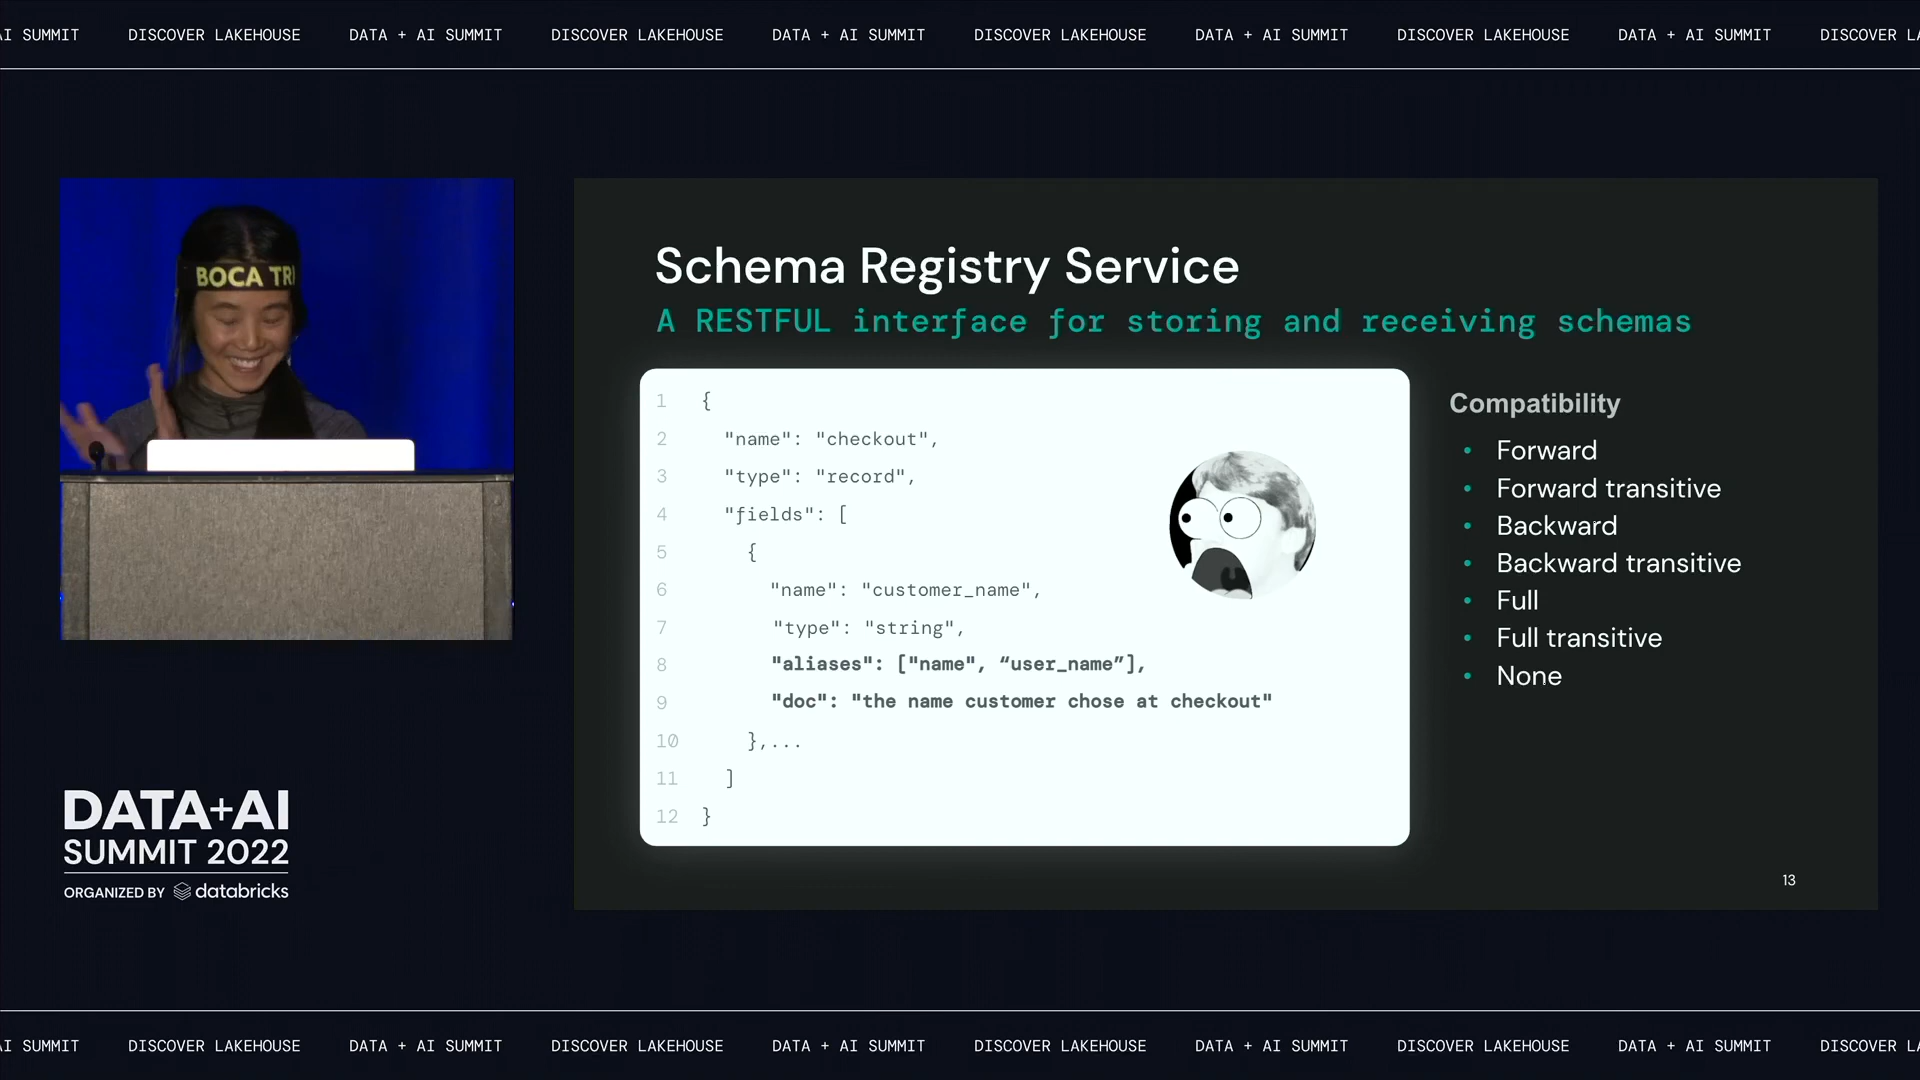 AI SUMMIT DISCOVER LAKEHOUSE DATA + AI SUMMIT DISCOVER LAKEHOUSE DATA + AI SUMMIT DISCOVER LAKEHOUSE DATA + AI SUMMIT DISCOVER LAKEHOUSE DATA + AI SUMMIT DISCOVER
BOCA TRI
Schema Registry Service
A RESTFUL interface for storing and receiving schemas
1 {
2 "name": "checkout",
3 "type": "record",
4 "fields": [
5 {
6 "name": "customer_name",
7 "type": "string",
8 "aliases": ["name", “user_name”],
9 "doc": "the name customer chose at checkout"
10 },...
11 ]
12 }
Compatibility
• Forward
• Forward transitive
• Backward
• Backward transitive
• Full
• Full transitive
• None
13
DATA+AI
SUMMIT 2022
ORGANIZED BY databricks
AI SUMMIT DISCOVER LAKEHOUSE DATA + AI SUMMIT DISCOVER LAKEHOUSE DATA + AI SUMMIT DISCOVER LAKEHOUSE DATA + AI SUMMIT DISCOVER LAKEHOUSE DATA + AI SUMMIT DISCOVER